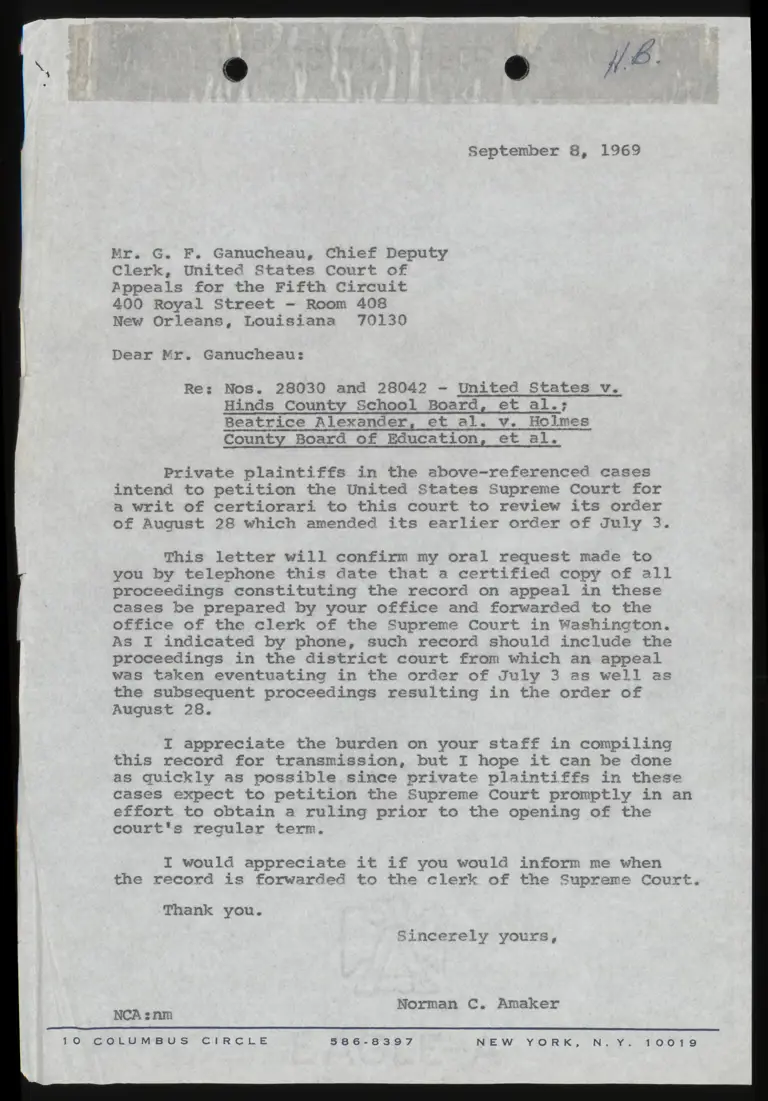 H.B.
September 8, 1969
Mr. G. F. Ganucheau, Chief Deputy
Clerk, United States Court of
Appeals for the Fifth Circuit
400 Royal Street - Room 408
New Orleans, Louisiana 70130
Dear Mr. Ganucheau:
Re: Nos. 28030 and 28042 - United States v.
Hinds County School Board, et al.;
Beatrice Alexander, et al. v. Holmes
County Board of Education, et al.
Private plaintiffs in the above-referenced cases
intend to petition the United States Supreme Court for
a writ of certiorari to this court to review its order
of August 28 which amended its earlier order of July 3.
This letter will confirm my oral request made to
you by telephone this date that a certified copy of all
proceedings constituting the record on appeal in these
cases be prepared by your office and forwarded to the
office of the clerk of the Supreme Court in Washington.
As I indicated by phone, such record should include the
proceedings in the district court from which an appeal
was taken eventuating in the order of July 3 as well as
the subsequent proceedings resulting in the order of
August 28.
I appreciate the burden on your staff in compiling
this record for transmission, but I hope it can be done
as quickly as possible since private plaintiffs in these
cases expect to petition the Supreme Court promptly in an
effort to obtain a ruling prior to the opening of the
court's regular term.
I would appreciate it if you would inform me when
the record is forwarded to the clerk of the Supreme Court.
Thank you.
Sincerely yours,
Norman C. Amaker
NCA:nm
10 COLUMBUS CIRCLE 586-8397 NEW YORK, N.Y. 10019